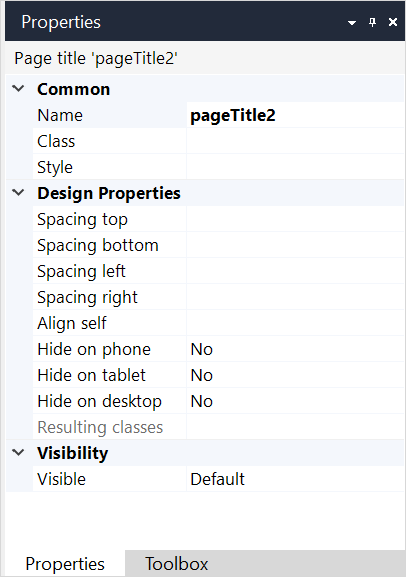 Properties
Page title 'pageTitle2'
Common
Name pageTitle2
Class
Style
Design Properties
Spacing top
Spacing bottom
Spacing left
Spacing right
Align self
Hide on phone No
Hide on tablet No
Hide on desktop No
Resulting classes
Visibility
Visible Default
Properties Toolbox